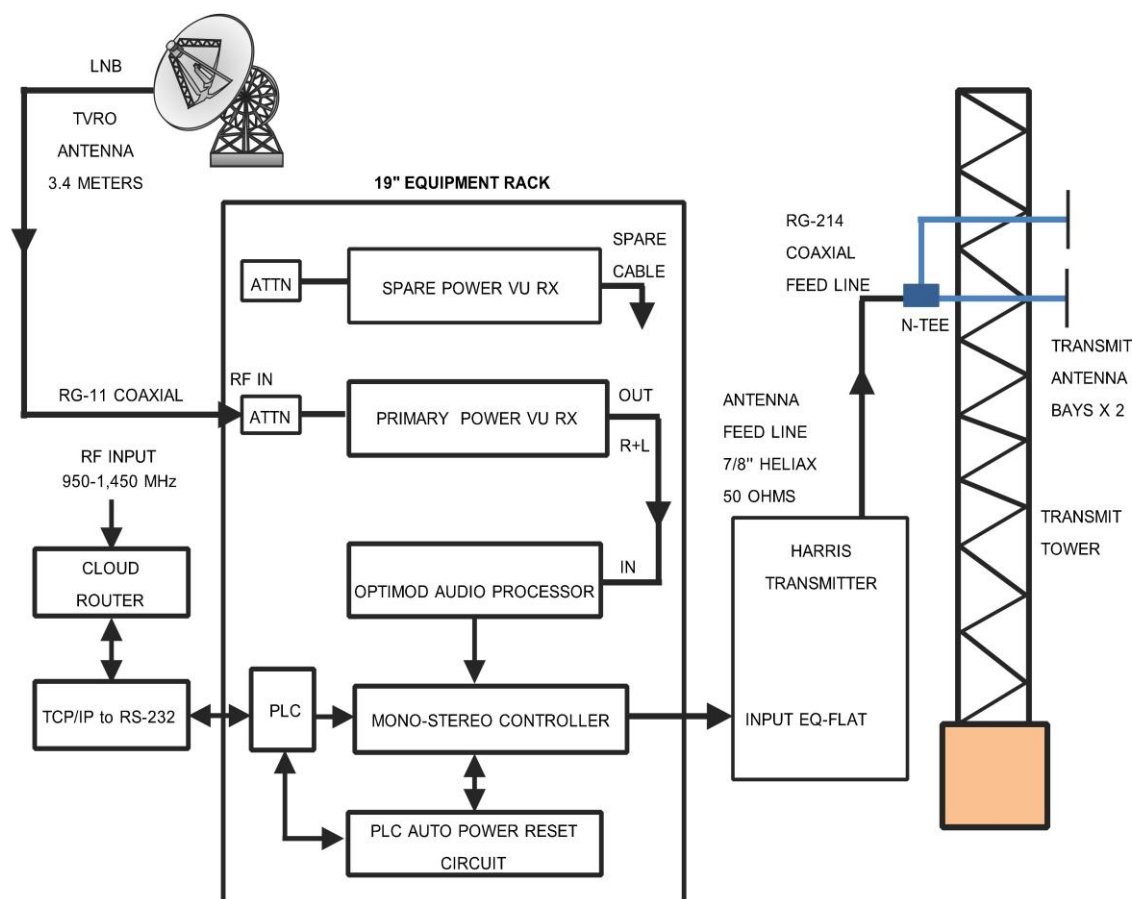 LNB
TVRO
ANTENNA
3.4 METERS
19" EQUIPMENT RACK
ATTN
SPARE POWER VU RX
SPARE
CABLE
RG-11 COAXIAL
RF IN
ATTN
PRIMARY POWER VU RX
OUT
R+L
RF INPUT
950-1,450 MHz
CLOUD
ROUTER
TCP/IP to RS-232
OPTIMOD AUDIO PROCESSOR
IN
PLC
MONO-STEREO CONTROLLER
PLC AUTO POWER RESET
CIRCUIT
RG-214
COAXIAL
FEED LINE
N-TEE
ANTENNA
FEED LINE
7/8" HELIAX
50 OHMS
HARRIS
TRANSMITTER
INPUT EQ-FLAT
TRANSMIT
ANTENNA
BAYS X 2
TRANSMIT
TOWER